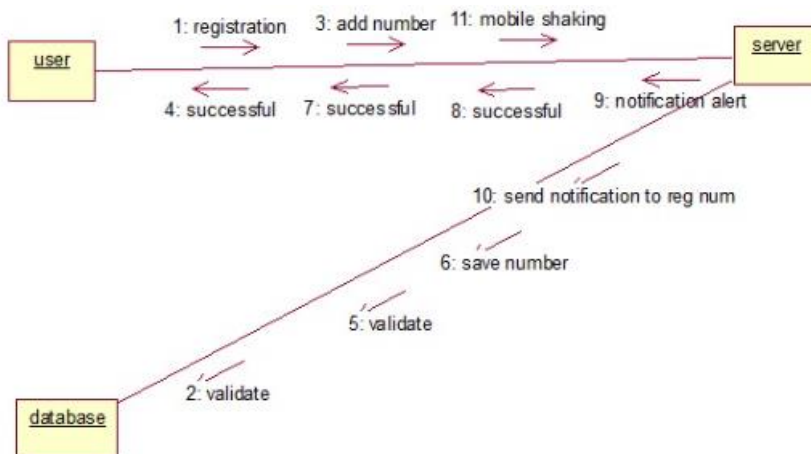 1: registration
3: add number
11: mobile shaking
user
server
4: successful
7: successful
8: successful
9: notification alert
10: send notification to reg num
6: save number
5: validate
2: validate
database